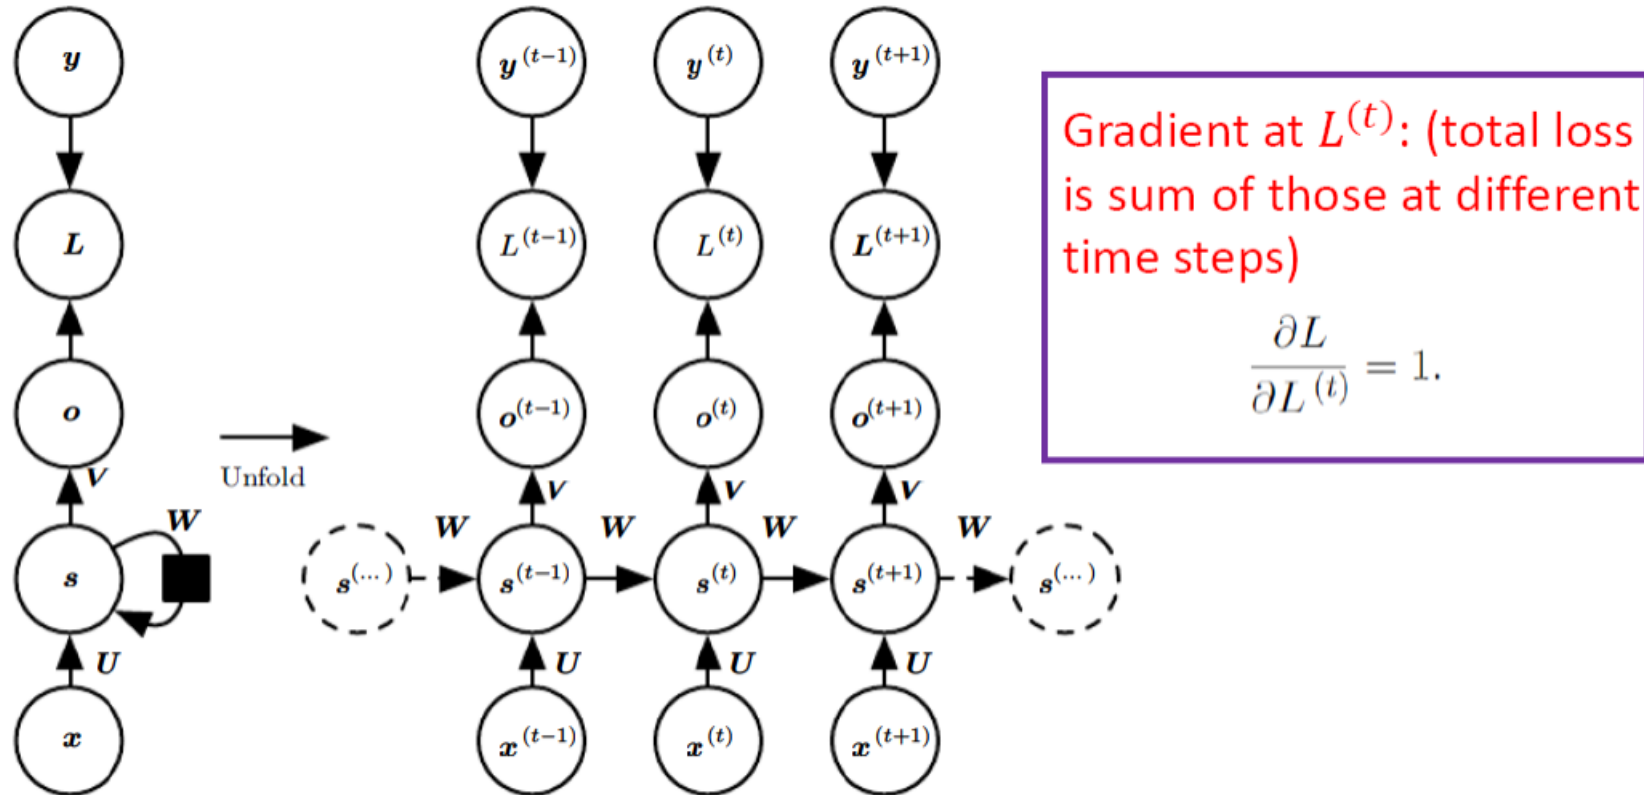 y y^(t−1) y^(t) y^(t+1)
L L^(t−1) L^(t) L^(t+1)
o o^(t−1) o^(t) o^(t+1)
Unfold
V V V V
W W W W W
s s^(...) s^(t−1) s^(t) s^(t+1) s^(...)
U U U U
x x^(t−1) x^(t) x^(t+1)
Gradient at L^(t): (total loss
is sum of those at different
time steps)
∂L
∂L^(t) = 1.